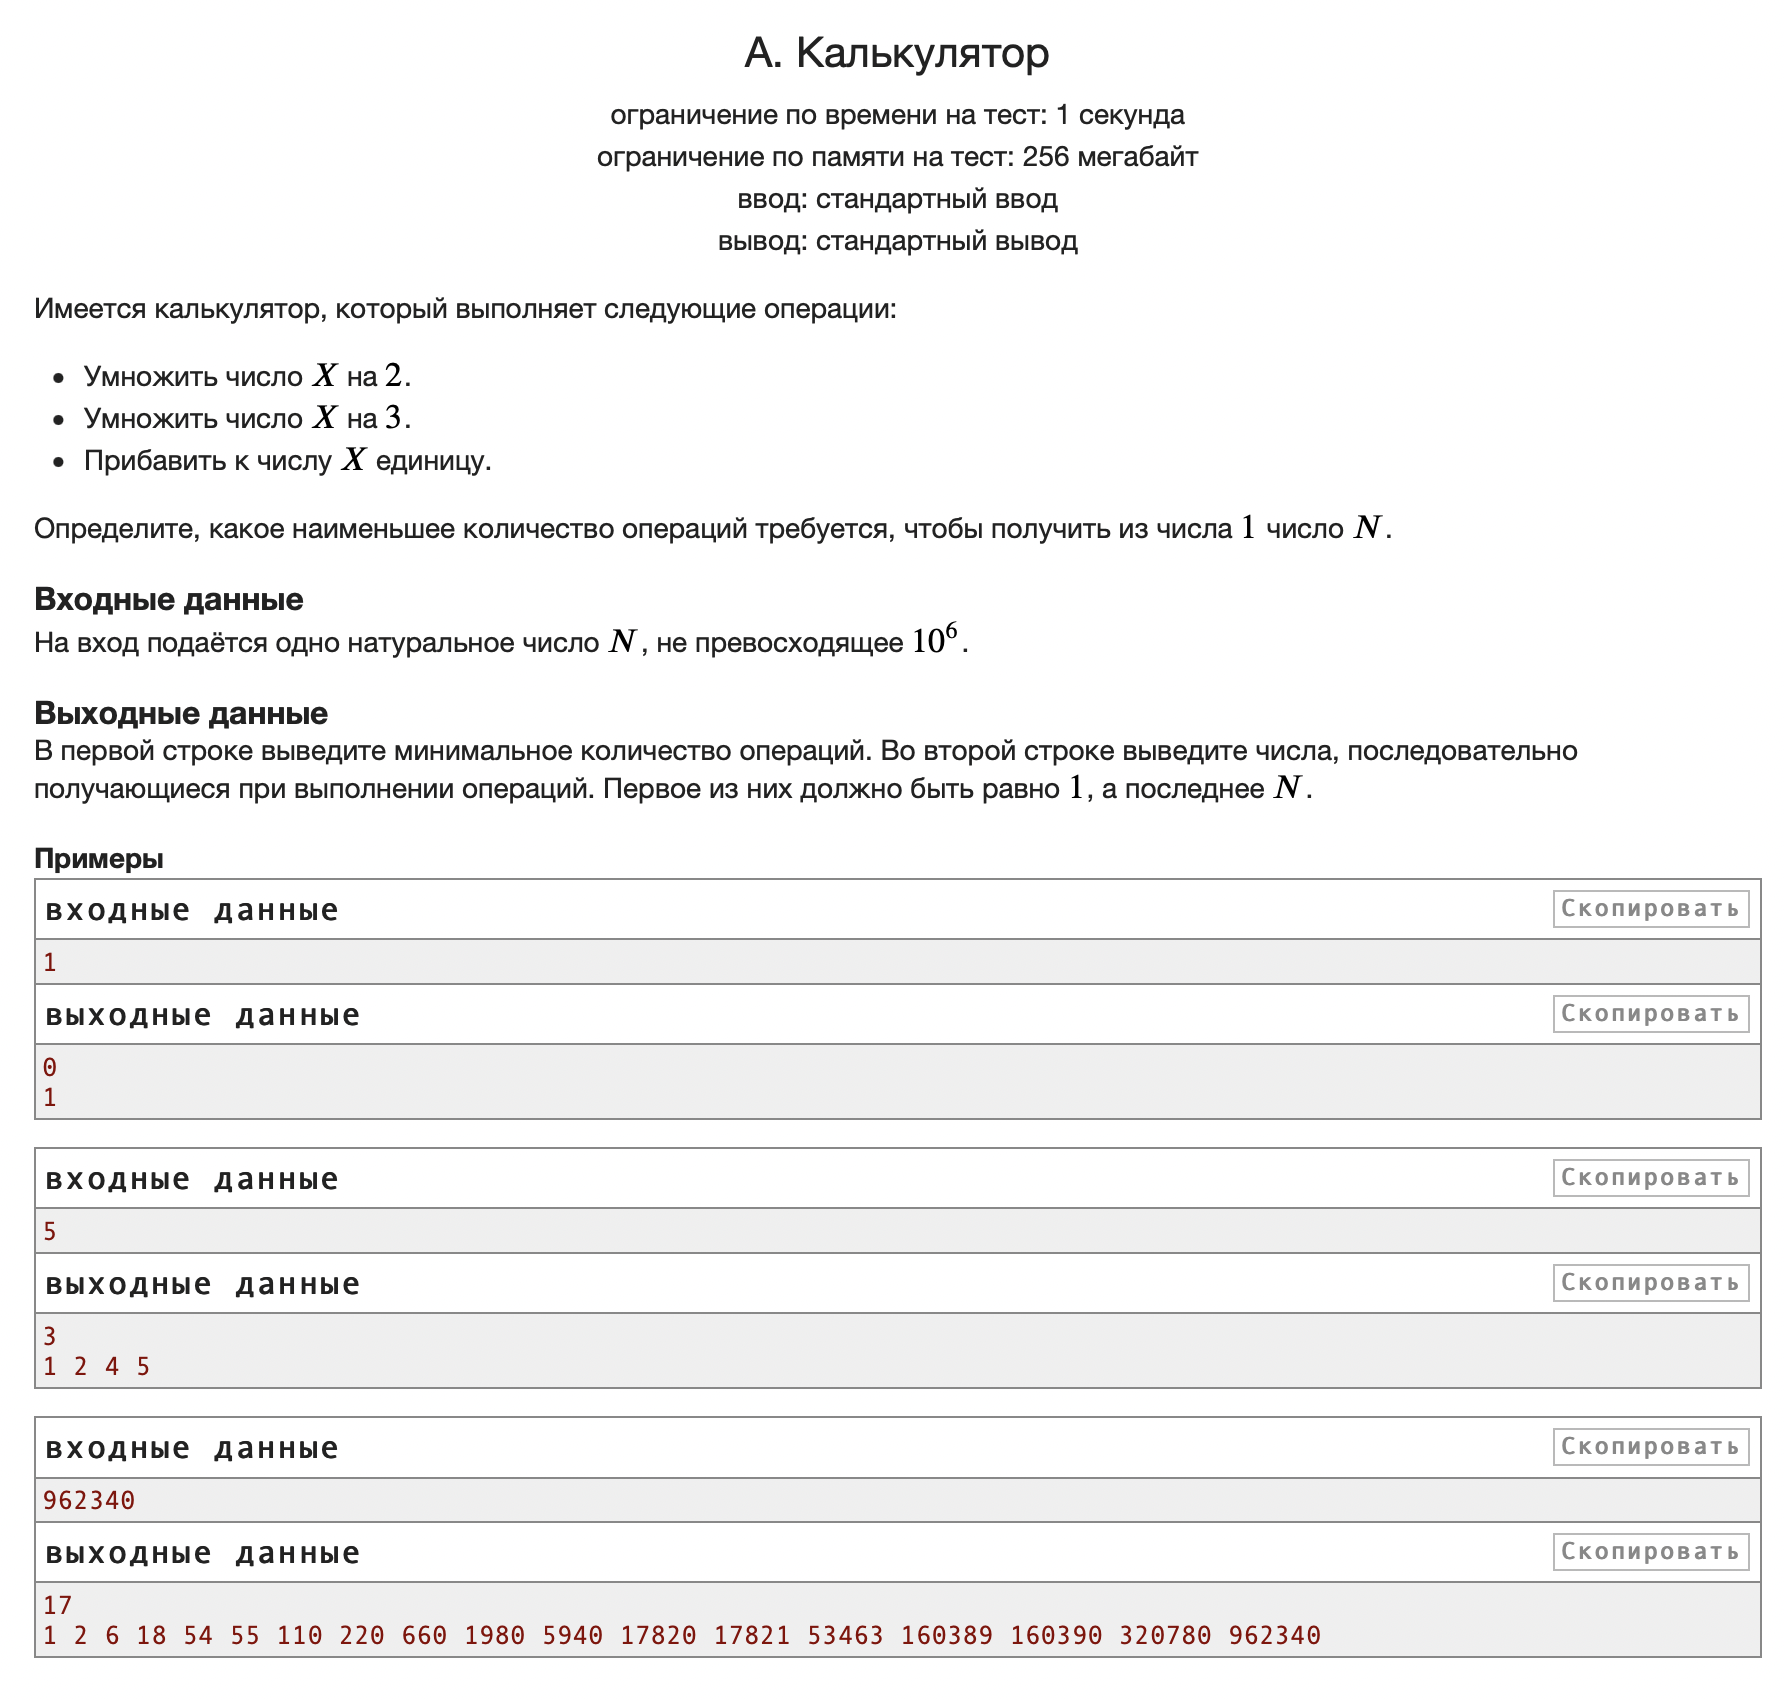 А. Калькулятор
ограничение по времени на тест: 1 секунда
ограничение по памяти на тест: 256 мегабайт
ввод: стандартный ввод
вывод: стандартный вывод
Имеется калькулятор, который выполняет следующие операции:
• Умножить число X на 2.
• Умножить число X на 3.
• Прибавить к числу X единицу.
Определите, какое наименьшее количество операций требуется, чтобы получить из числа 1 число N.
Входные данные
На вход подаётся одно натуральное число N, не превосходящее 10⁶.
Выходные данные
В первой строке выведите минимальное количество операций. Во второй строке выведите числа, последовательно
получающиеся при выполнении операций. Первое из них должно быть равно 1, а последнее N.
Примеры
входные данные Скопировать
1
выходные данные Скопировать
0
1
входные данные Скопировать
5
выходные данные Скопировать
3
1 2 4 5
входные данные Скопировать
962340
выходные данные Скопировать
17
1 2 6 18 54 55 110 220 660 1980 5940 17820 17821 53463 160389 160390 320780 962340